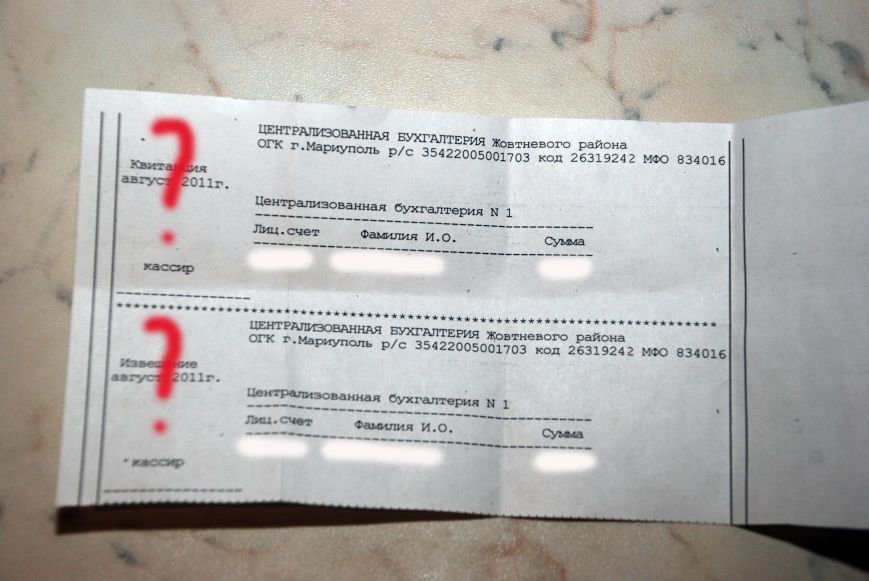 ЦЕНТРАЛИЗОВАННАЯ БУХГАЛТЕРИЯ Жовтневого района
ОГК г.Мариуполь р/с 35422005001703 код 26319242 МФО 834016
Квитанция
август 2011г.
Централизованная бухгалтерия N 1
Лиц.счет Фамилия И.О. Сумма
кассир
ЦЕНТРАЛИЗОВАННАЯ БУХГАЛТЕРИЯ Жовтневого района
ОГК г.Мариуполь р/с 35422005001703 код 26319242 МФО 834016
Извещение
август 2011г.
Централизованная бухгалтерия N 1
Лиц.счет Фамилия И.О. Сумма
кассир